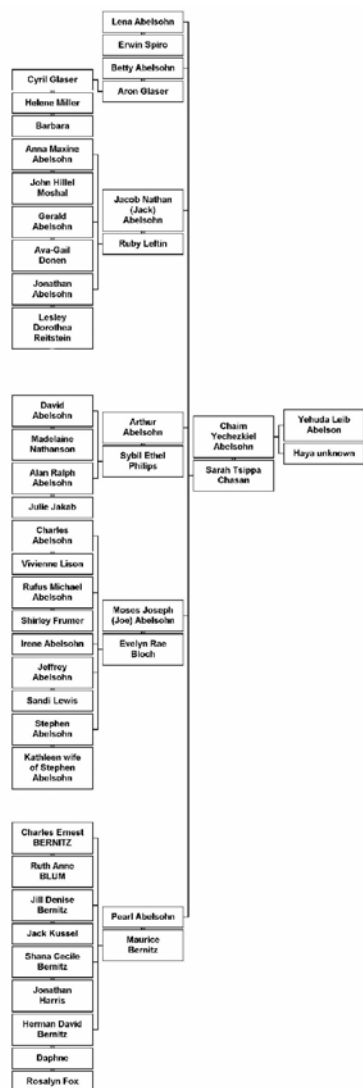 Lena Abelsohn
Erwin Spiro
Betty Abelsohn
Cyril Glaser
Aron Glaser
Helene Miller
Barbara
Anna Maxine
Abelsohn
John Hillel
Moshal
Gerald
Abelsohn
Ava-Gail
Donen
Jonathan
Abelsohn
Lesley
Dorothea
Reitstein
Jacob Nathan
(Jack)
Abelsohn
Ruby Leftin
David
Abelsohn
Madelaine
Nathanson
Alan Ralph
Abelsohn
Julie Jakab
Arthur
Abelsohn
Sybil Ethel
Philips
Chaim
Yechezkiel
Abelsohn
Sarah Tsippa
Chasan
Yehuda Leib
Abelson
Haya unknown
Charles
Abelsohn
Vivienne Lison
Rufus Michael
Abelsohn
Shirley Frumer
Irene Abelsohn
Jeffrey
Abelsohn
Sandi Lewis
Stephen
Abelsohn
Kathleen wife
of Stephen
Abelsohn
Moses Joseph
(Joe) Abelsohn
Evelyn Rae
Bloch
Charles Ernest
BERNITZ
Ruth Anne
BLUM
Jill Denise
Bernitz
Jack Kussel
Shana Cecile
Bernitz
Jonathan
Harris
Herman David
Bernitz
Daphne
Rosalyn Fox
Pearl Abelsohn
Maurice
Bernitz